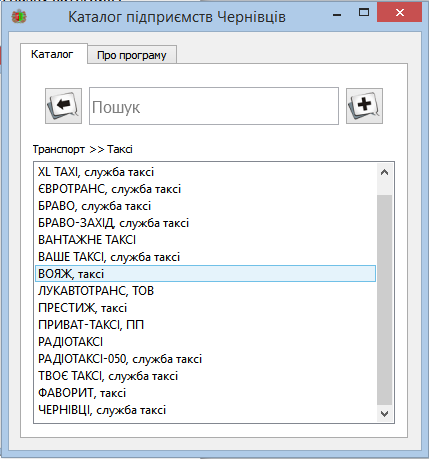 Каталог підприємств Чернівців
Каталог
Про програму
Пошук
Транспорт >> Таксі
XL TAXI, служба таксі
ЄВРОТРАНС, служба таксі
БРАВО, служба таксі
БРАВО-ЗАХІД, служба таксі
ВАНТАЖНЕ ТАКСІ
ВАШЕ ТАКСІ, служба таксі
ВОЯЖ, таксі
ЛУКАВТОТРАНС, ТОВ
ПРЕСТИЖ, таксі
ПРИВАТ-ТАКСІ, ПП
РАДІОТАКСІ
РАДІОТАКСІ-050, служба таксі
ТВОЄ ТАКСІ, служба таксі
ФАВОРИТ, таксі
ЧЕРНІВЦІ, служба таксі